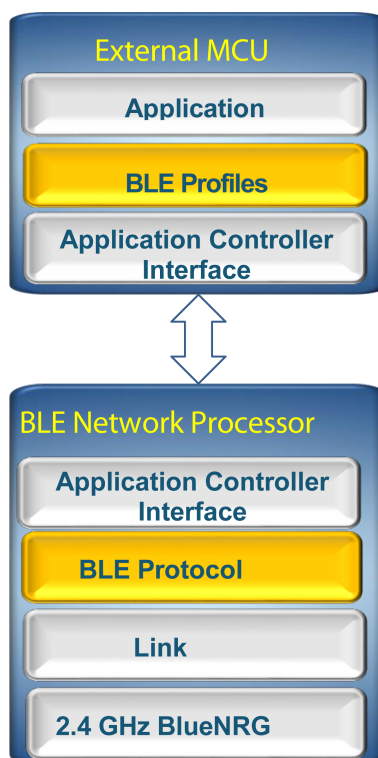 External MCU
Application
BLE Profiles
Application Controller
Interface
BLE Network Processor
Application Controller
Interface
BLE Protocol
Link
2.4 GHz BlueNRG